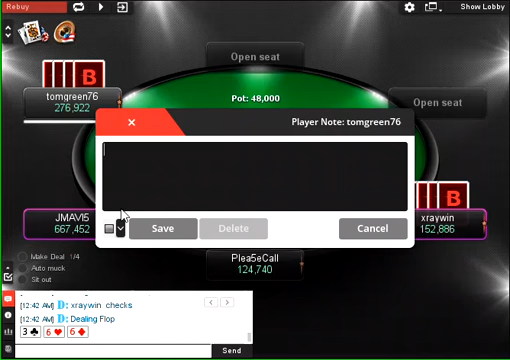 Rebuy
Show Lobby
Open seat
B
tomgreen76
276,922
Pot: 48,000
Open seat
Player Note: tomgreen76
B
JMAVI5
667,452
Save
Delete
Cancel
xraywin
152,886
Plea5eCall
124,740
Make Deal 1/4
Auto muck
Sit out
[12:42 AM] D: xraywin checks
[12:42 AM] D: Dealing Flop
3 6 6
Send